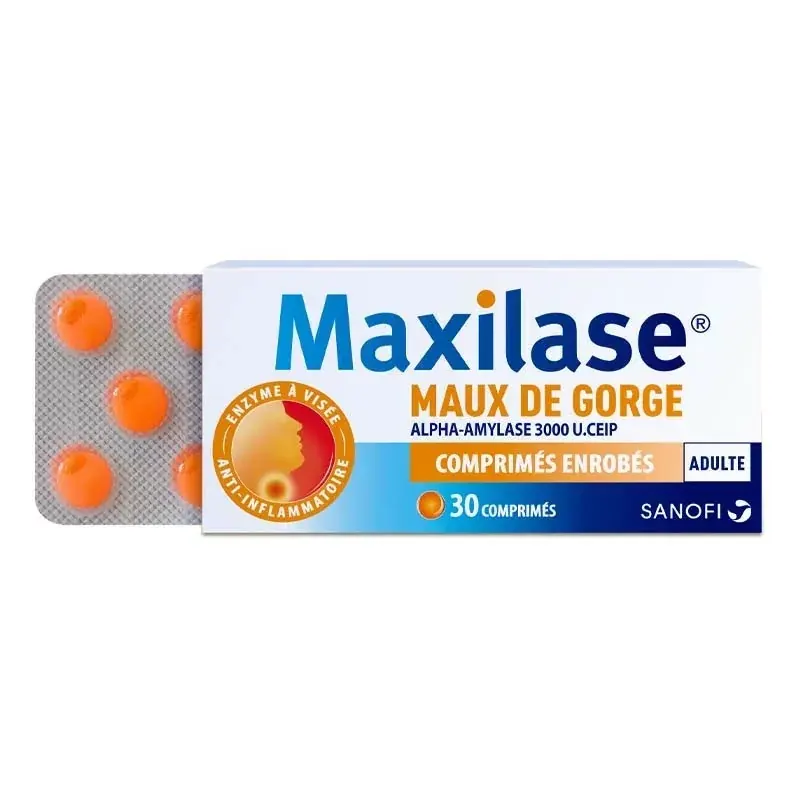 Maxilase®
MAUX DE GORGE
ALPHA-AMYLASE 3000 U.CEIP
COMPRIMÉS ENROBÉS
ADULTE
30 COMPRIMÉS
SANOFI
ENZYME À VISÉE
ANTI-INFLAMMATOIRE